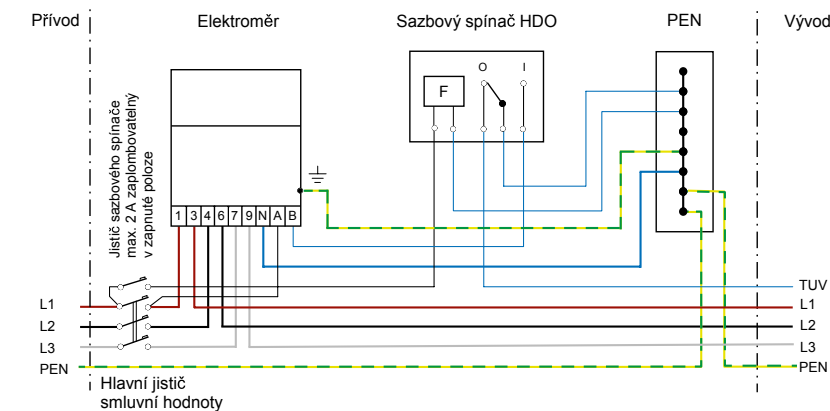 Přívod
Elektroměr
Sazbový spínač HDO
PEN
Vývod
Jistič sazbového spínače
max. 2 A zaplombovatelný
v zapnuté poloze
F
O
I
1 3 4 6 7 9 N A B
L1
L2
L3
PEN
TUV
L1
L2
L3
PEN
Hlavní jistič
smluvní hodnoty